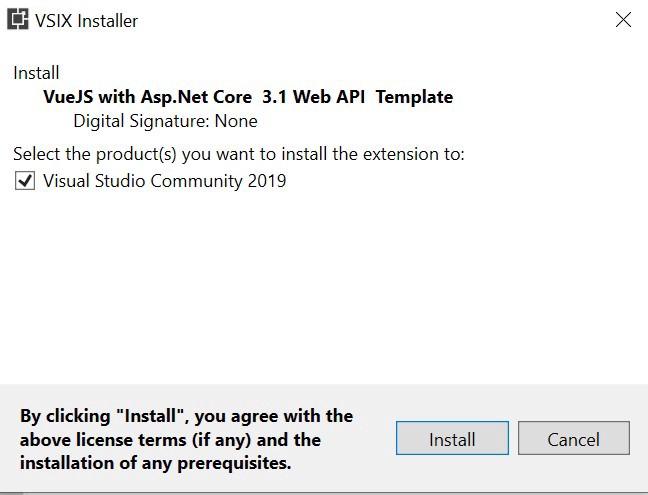 VSIX Installer
Install
VueJS with Asp.Net Core  3.1 Web API  Template
Digital Signature: None
Select the product(s) you want to install the extension to:
Visual Studio Community 2019
By clicking "Install", you agree with the
above license terms (if any) and the
installation of any prerequisites.
Install
Cancel